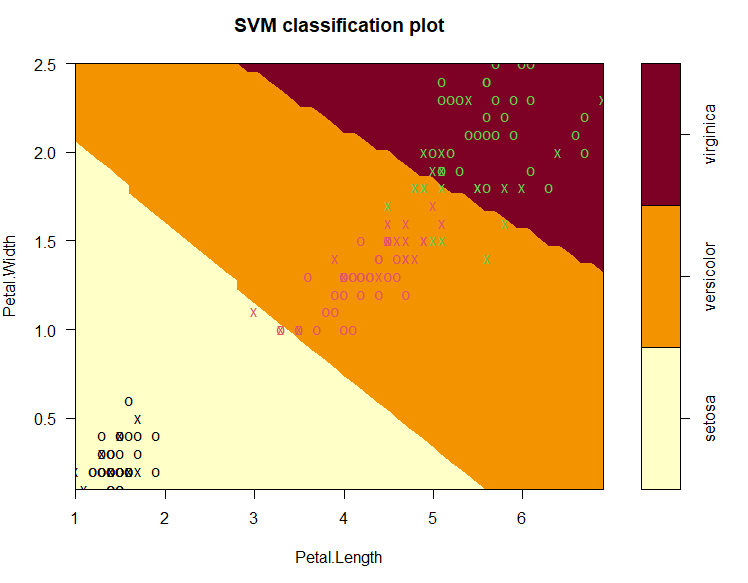 SVM classification plot
2.5
2.0
1.5
1.0
0.5
Petal.Width
1
2
3
4
5
6
Petal.Length
virginica
versicolor
setosa